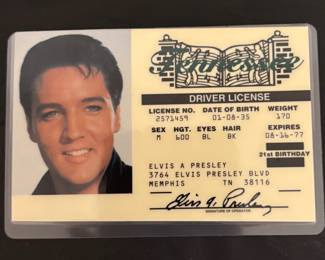 Tennessee
DRIVER LICENSE
LICENSE NO. DATE OF BIRTH WEIGHT
2571459 01-08-35 170
SEX HGT. EYES HAIR EXPIRES
M 600 BL BK 08-16-77
21st BIRTHDAY
ELVIS A PRESLEY
3764 ELVIS PRESLEY BLVD
MEMPHIS TN 38116
Elvis A. Presley
SIGNATURE OF OPERATOR